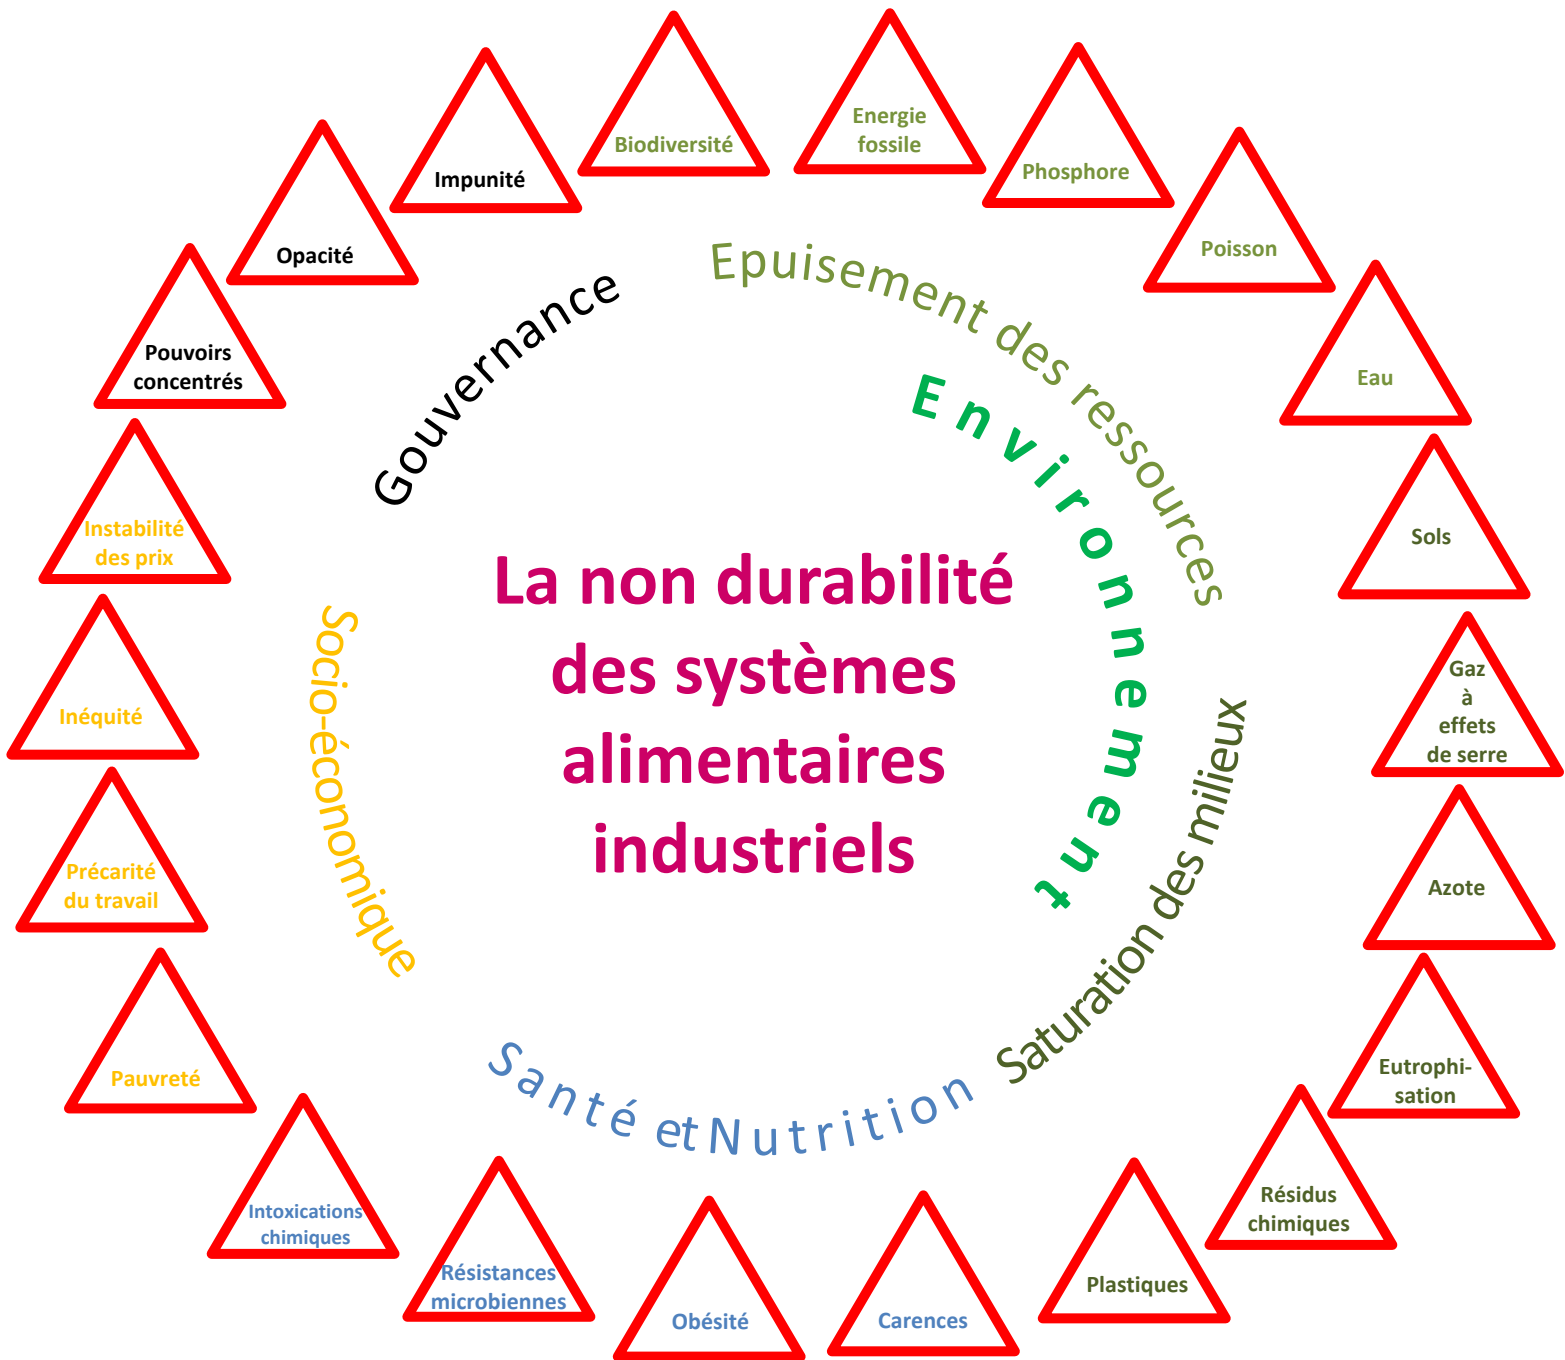 La non durabilité
des systèmes
alimentaires
industriels
Gouvernance
Epuisement des ressources
Environnement
Saturation des milieux
Santé et Nutrition
Socio-économique
Biodiversité
Energie
fossile
Phosphore
Poisson
Eau
Sols
Gaz
à
effets
de serre
Azote
Eutrophi-
sation
Résidus
chimiques
Plastiques
Carences
Obésité
Résistances
microbiennes
Intoxications
chimiques
Pauvreté
Précarité
du travail
Inéquité
Instabilité
des prix
Pouvoirs
concentrés
Opacité
Impunité